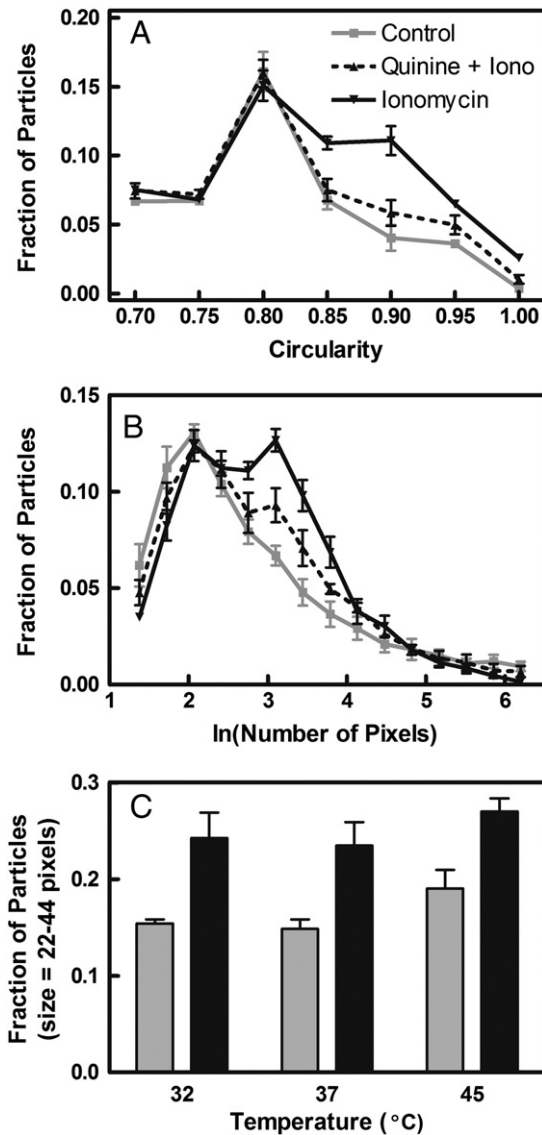 A
Control
Quinine + Iono
Ionomycin
Fraction of Particles
0.20
0.15
0.10
0.05
0.00
0.70 0.75 0.80 0.85 0.90 0.95 1.00
Circularity
B
Fraction of Particles
0.15
0.10
0.05
0.00
1 2 3 4 5 6
ln(Number of Pixels)
C
Fraction of Particles
(size = 22-44 pixels)
0.3
0.2
0.1
0.0
32 37 45
Temperature (°C)